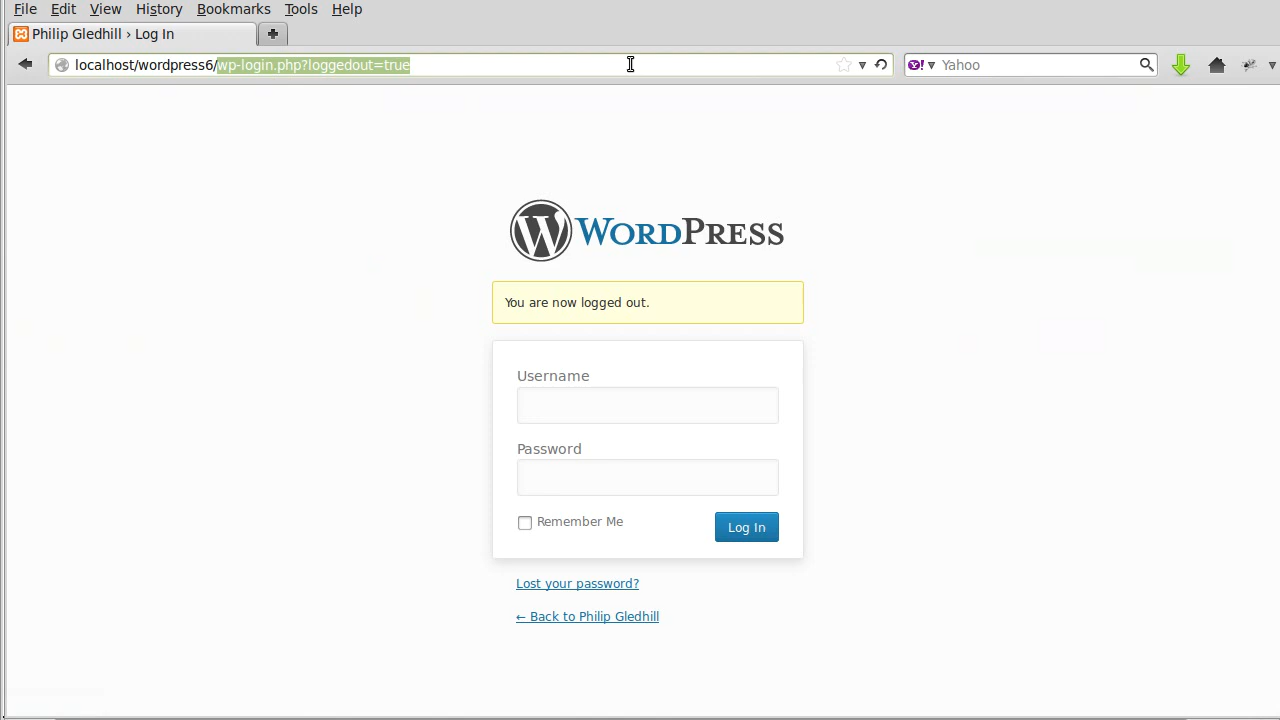 File Edit View History Bookmarks Tools Help
Philip Gledhill › Log In
localhost/wordpress6/wp-login.php?loggedout=true
Y! Yahoo
WORDPRESS
You are now logged out.
Username
Password
Remember Me
Log In
Lost your password?
← Back to Philip Gledhill